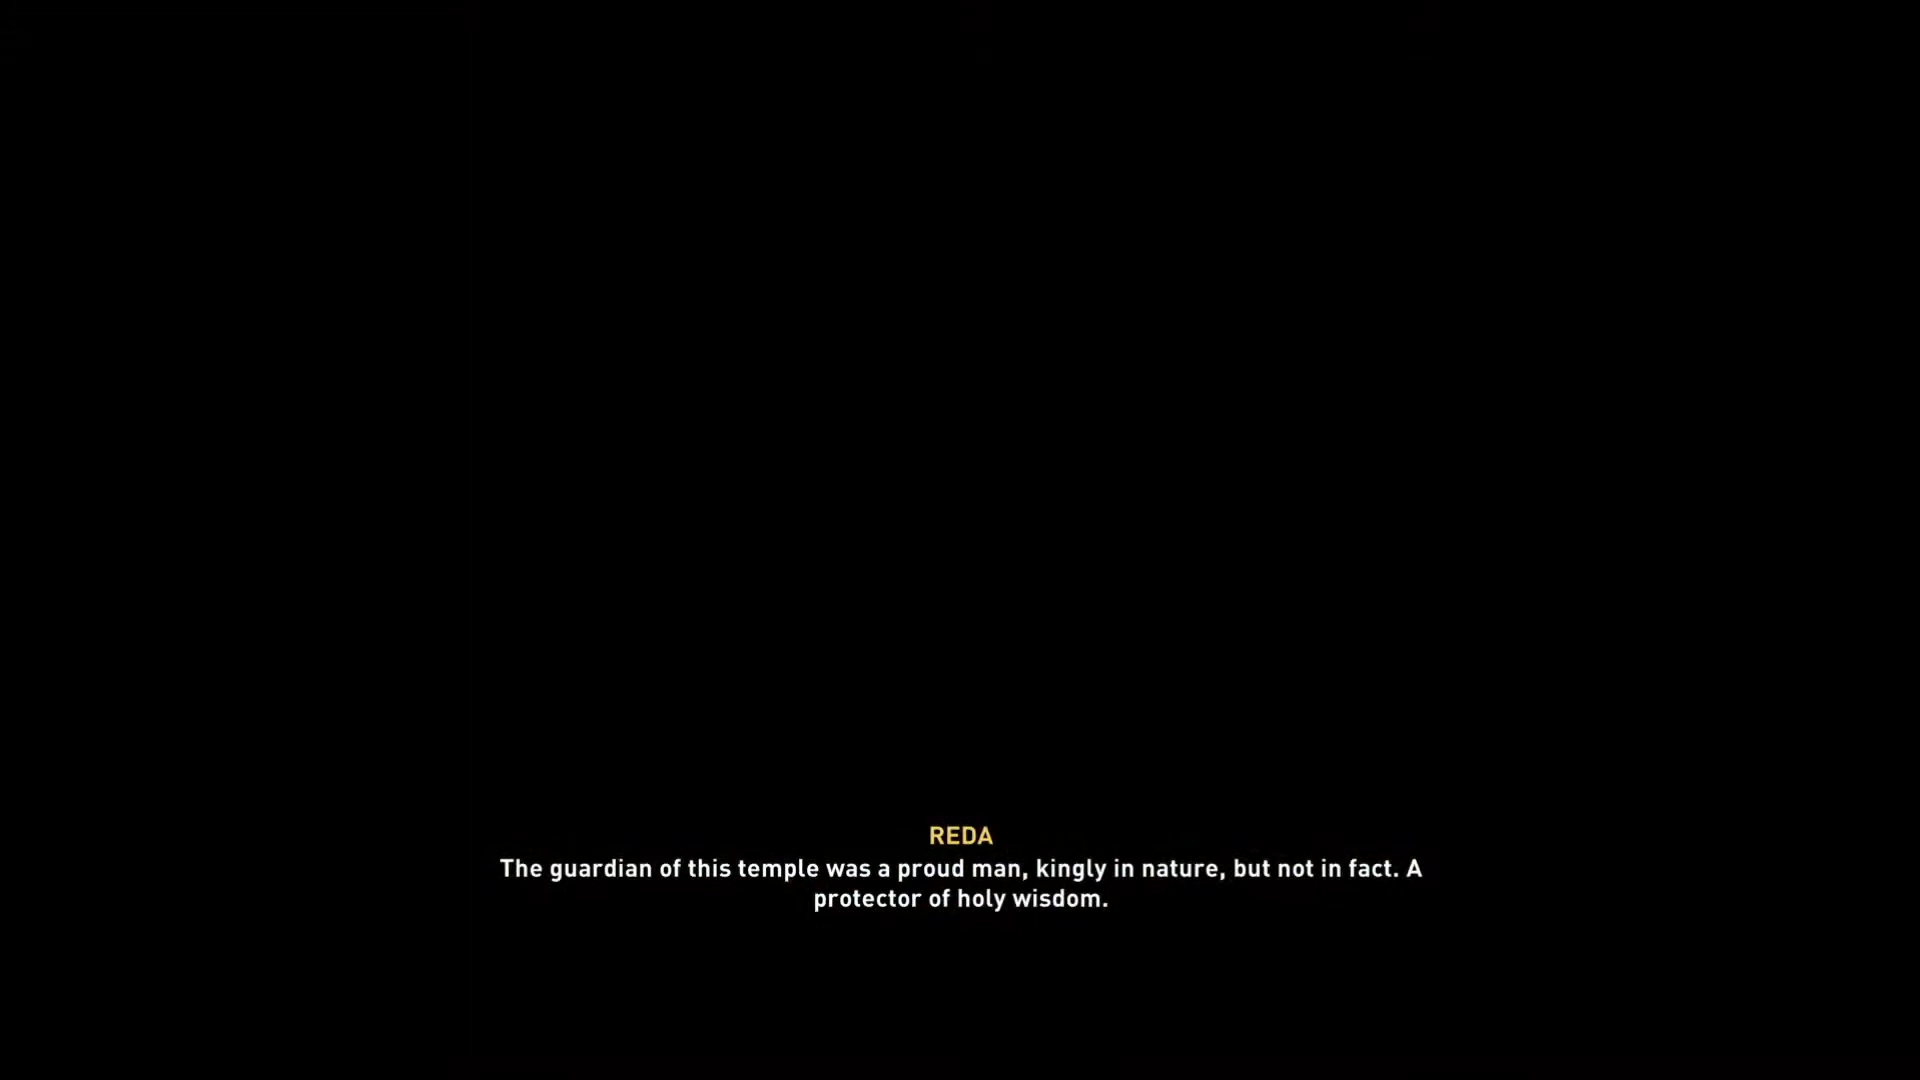 REDA
The guardian of this temple was a proud man, kingly in nature, but not in fact. A
protector of holy wisdom.